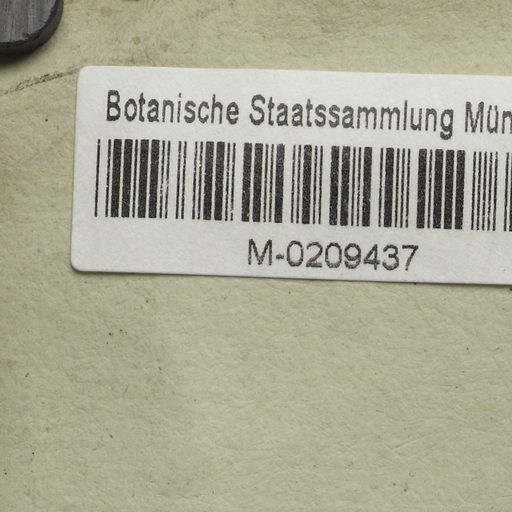 Botanische Staatssammlung Mün
M-0209437